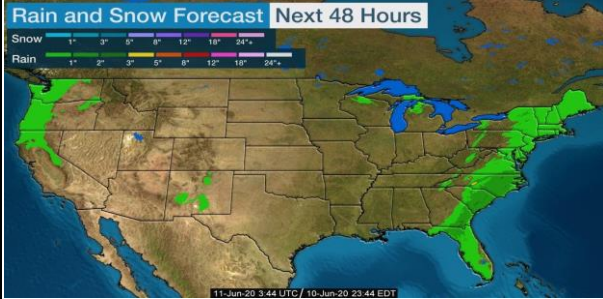 Rain and Snow Forecast Next 48 Hours
Snow 1" 3" 5" 8" 12" 18" 24"+
Rain 1" 2" 3" 5" 8" 12" 16" 24"+
11-Jun-20 3:44 UTC / 10-Jun-20 23:44 EDT